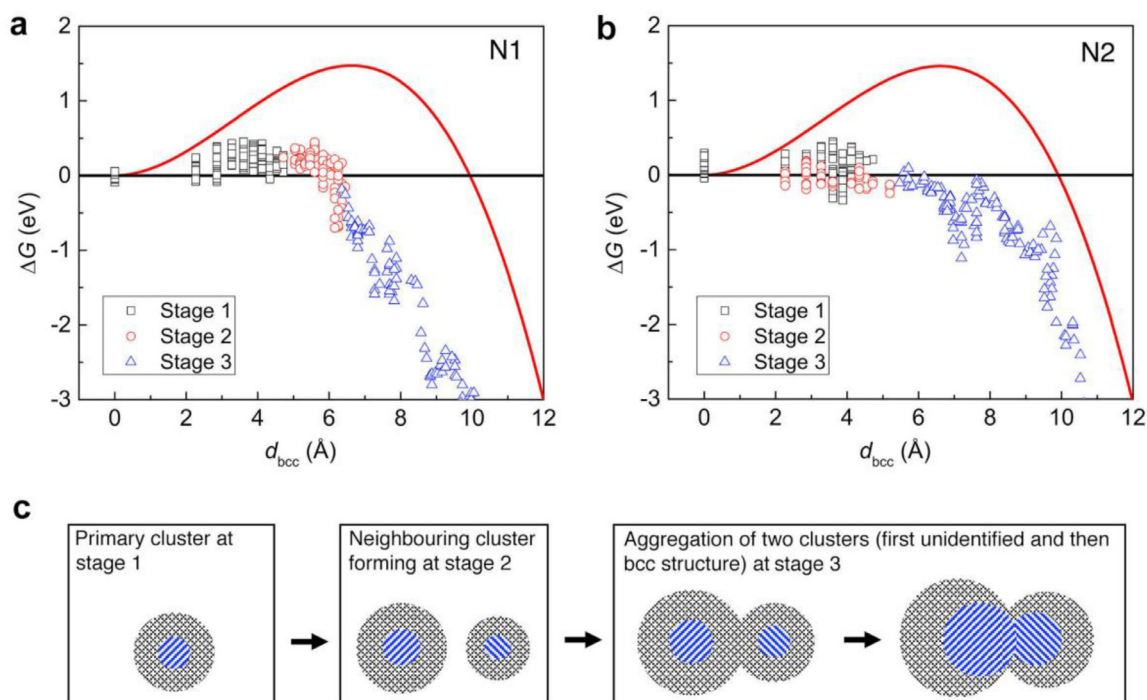 a
N1
2
1
0
-1
-2
-3
ΔG (eV)
Stage 1
Stage 2
Stage 3
0 2 4 6 8 10 12
dbcc (Å)
b
N2
2
1
0
-1
-2
-3
ΔG (eV)
Stage 1
Stage 2
Stage 3
0 2 4 6 8 10 12
dbcc (Å)
c
Primary cluster at
stage 1
Neighbouring cluster
forming at stage 2
Aggregation of two clusters (first unidentified and then
bcc structure) at stage 3